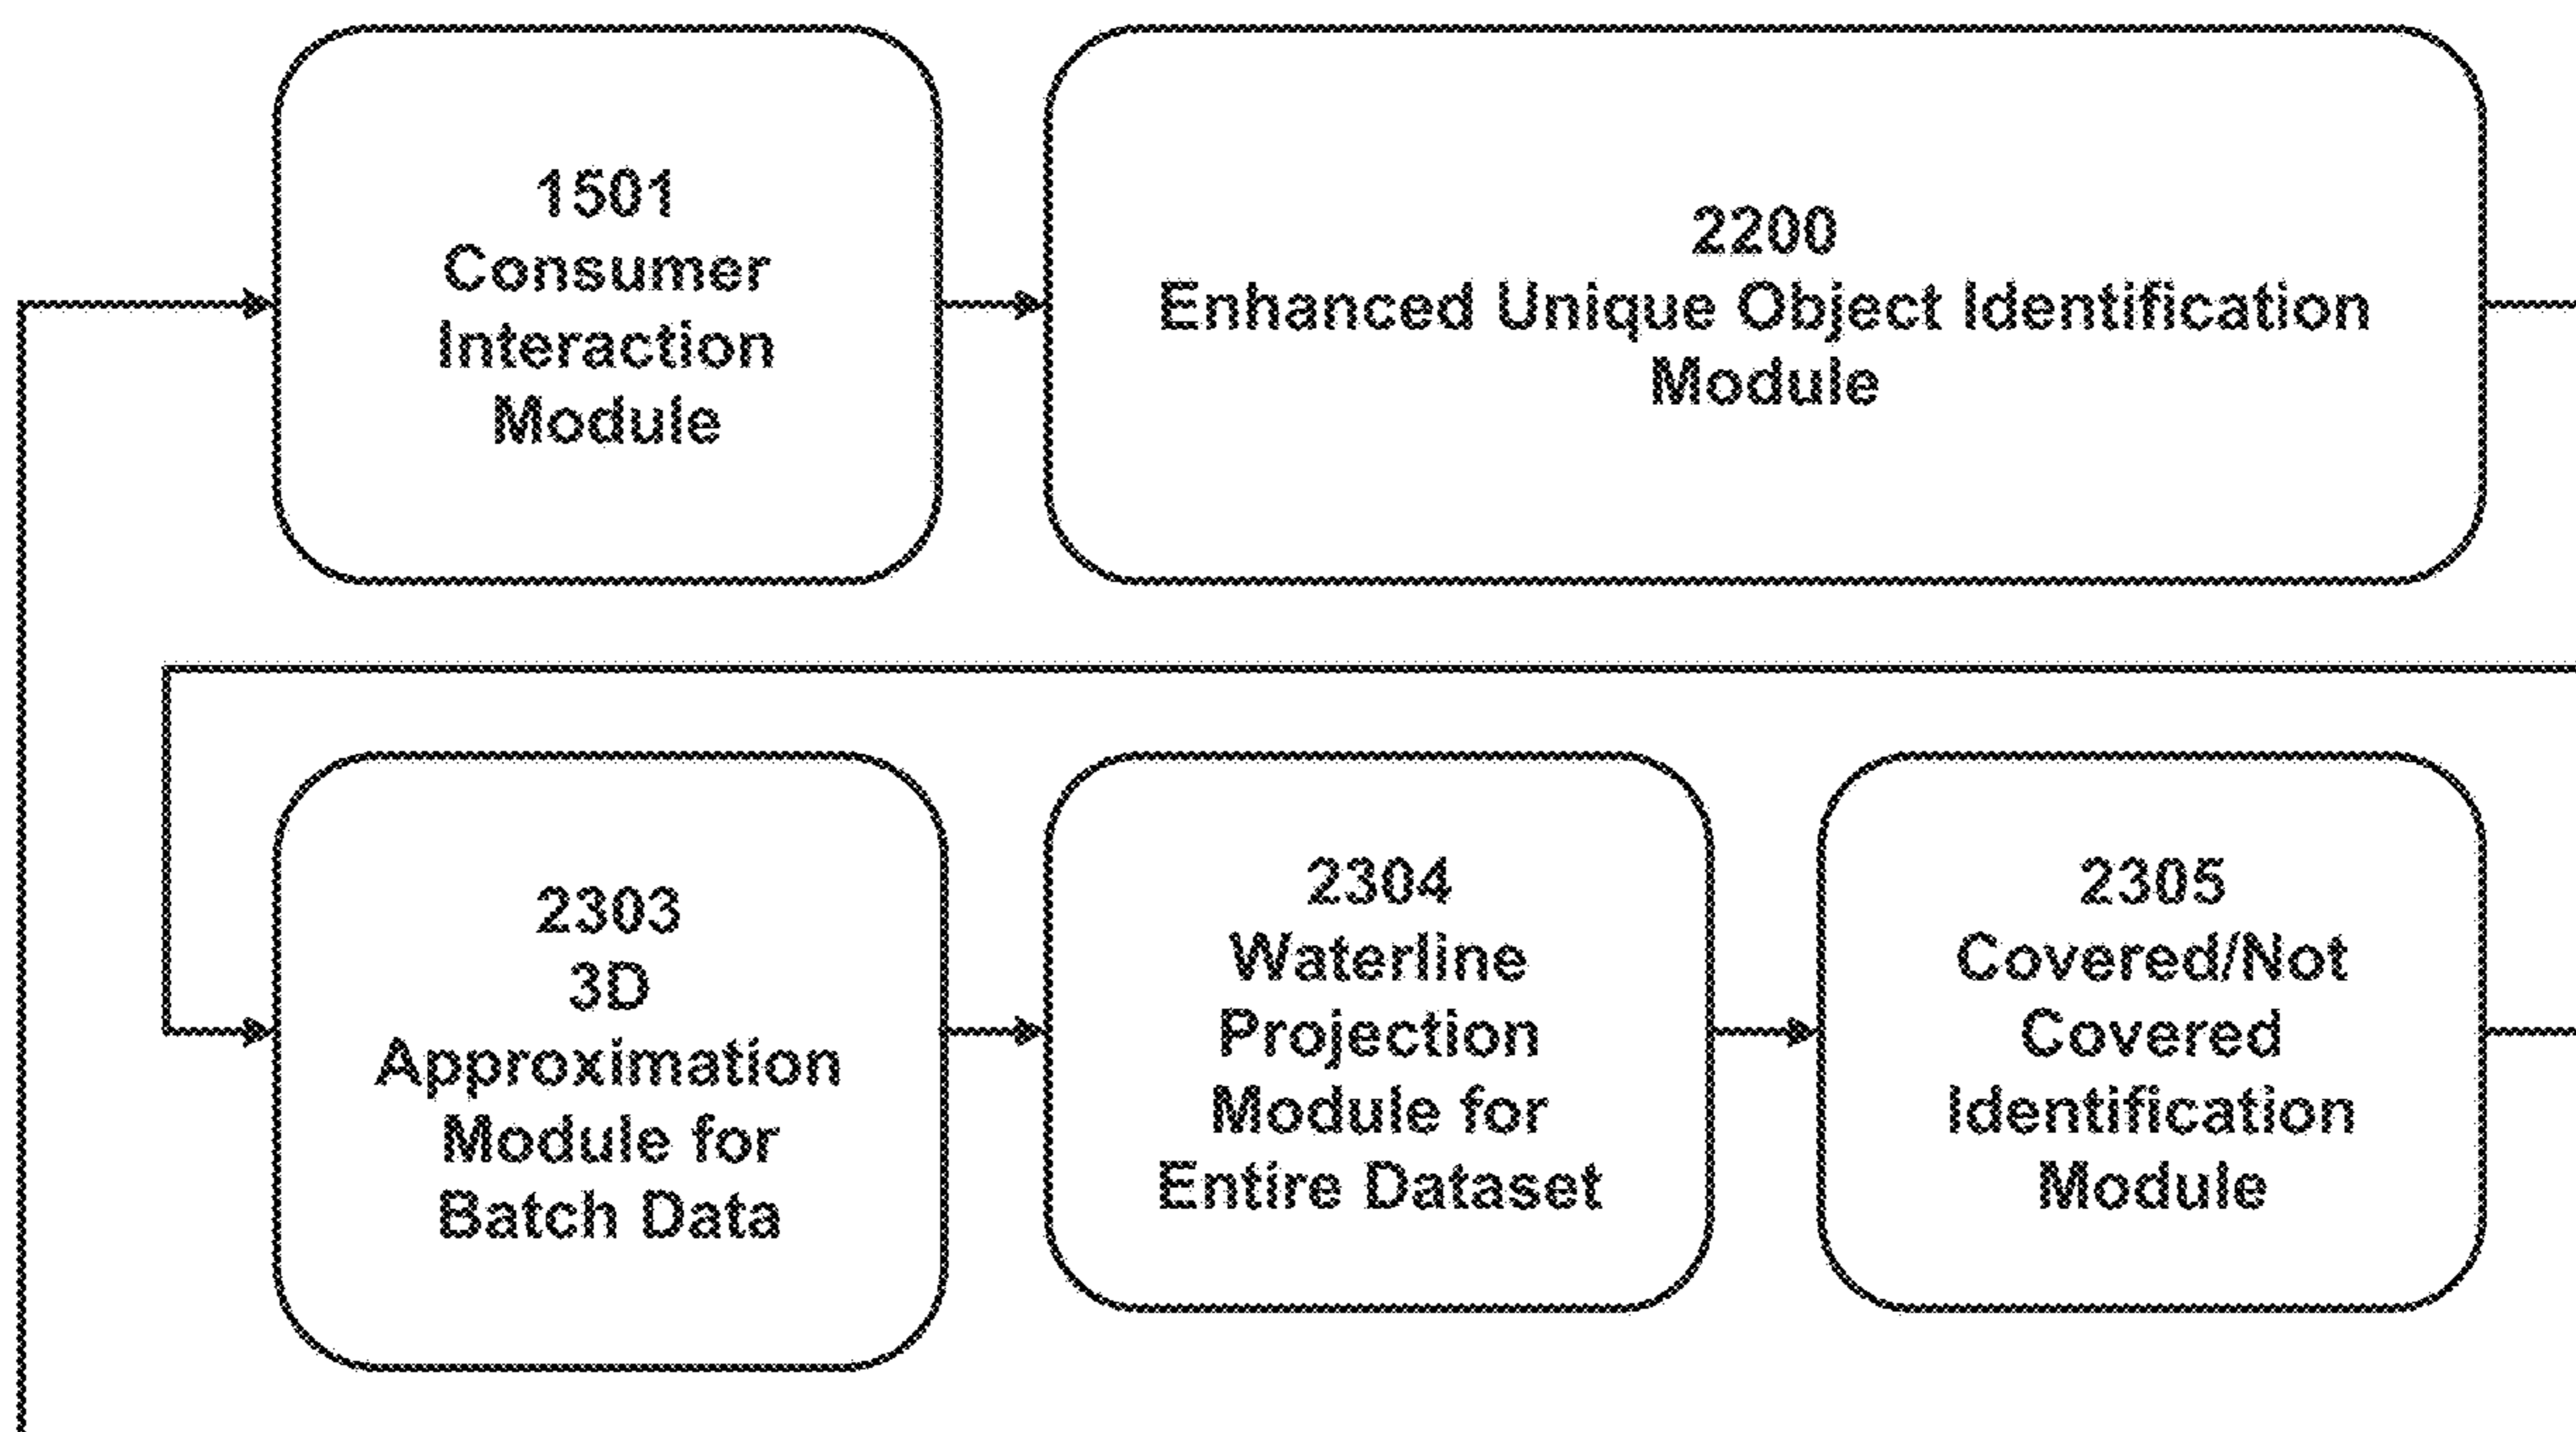 1501
Consumer
Interaction
Module
2200
Enhanced Unique Object Identification
Module
2303
3D
Approximation
Module for
Batch Data
2304
Waterline
Projection
Module for
Entire Dataset
2305
Covered/Not
Covered
Identification
Module